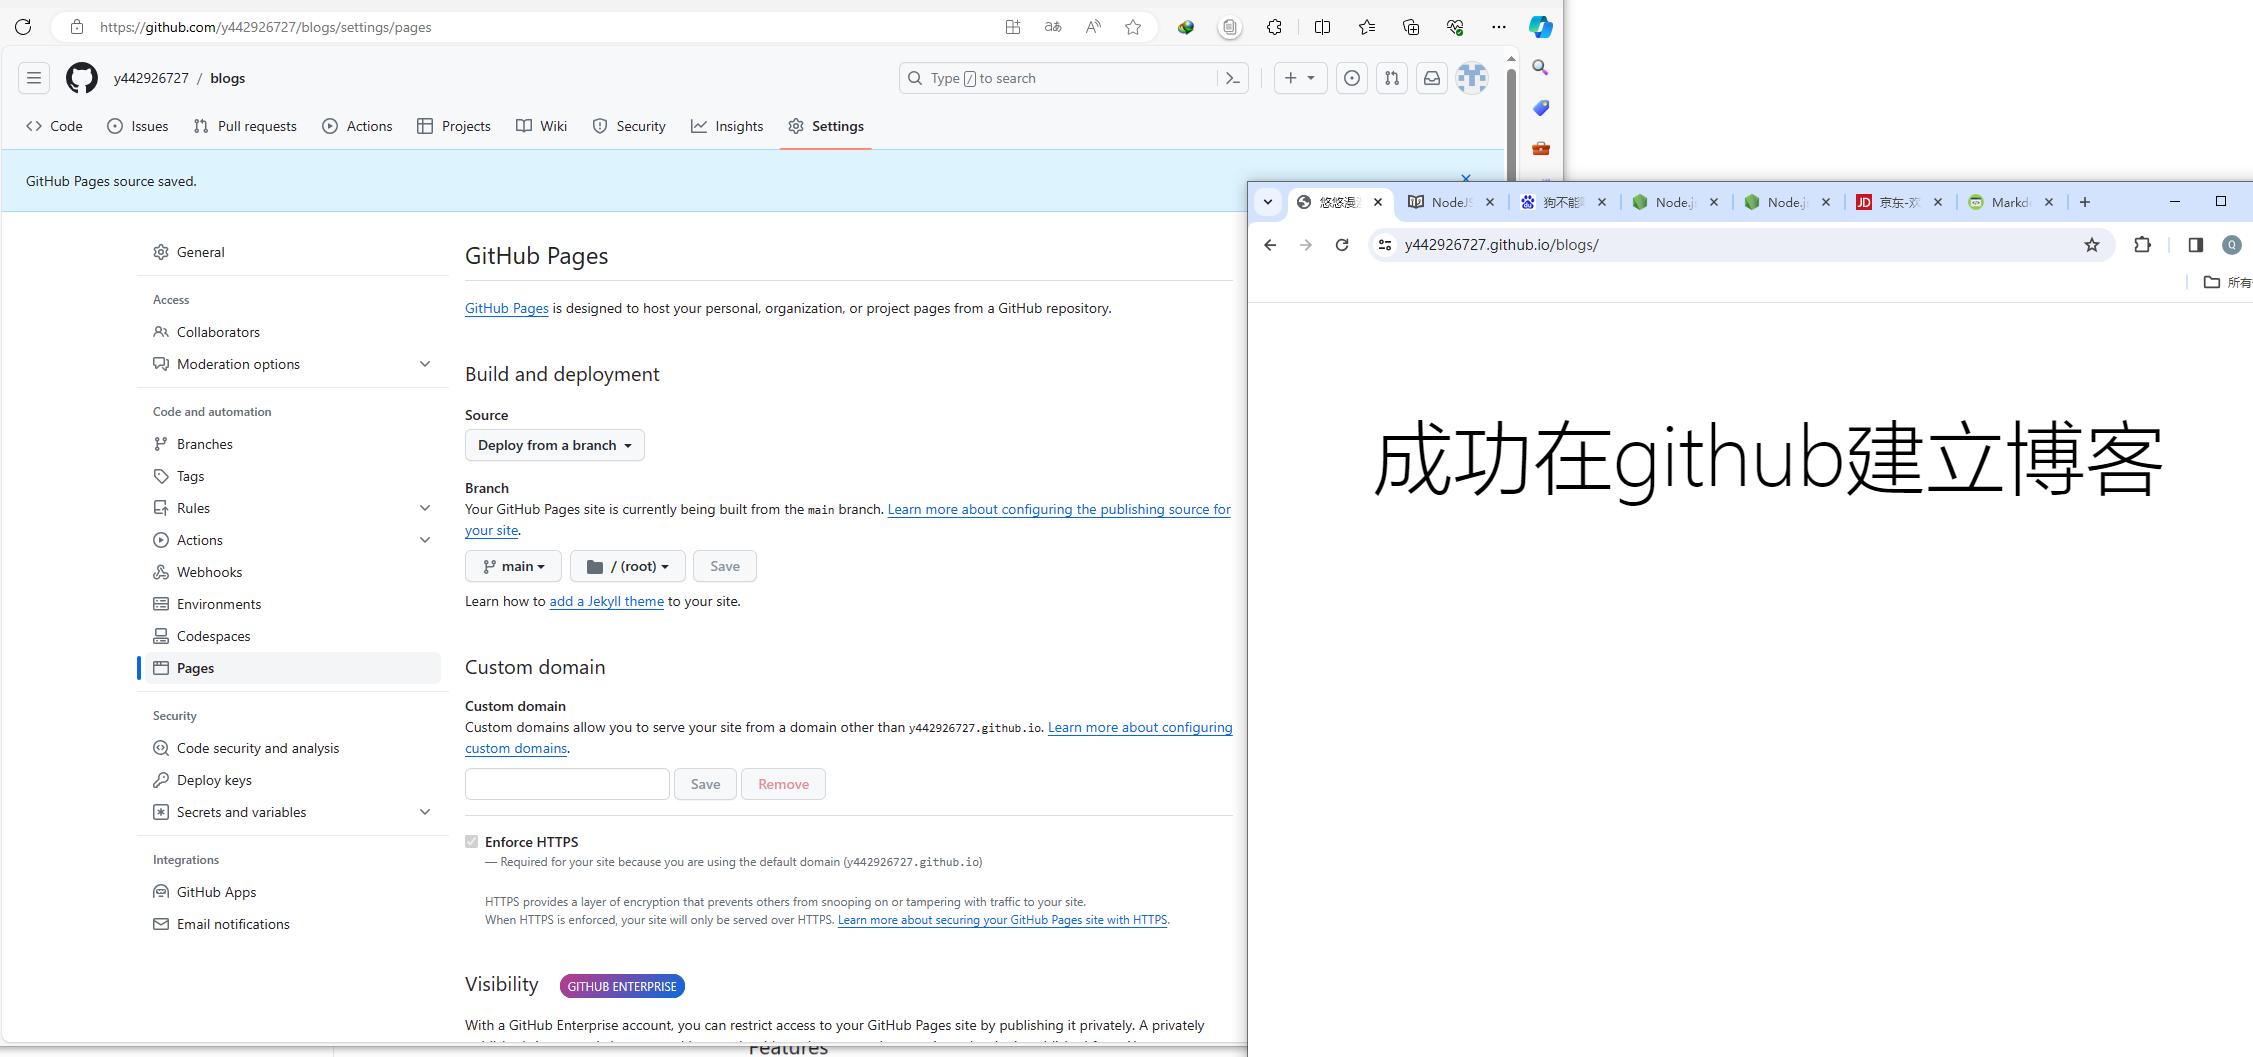 https://github.com/y442926727/blogs/settings/pages
y442926727 / blogs
Type / to search
Code
Issues
Pull requests
Actions
Projects
Wiki
Security
Insights
Settings
GitHub Pages source saved.
General
Access
Collaborators
Moderation options
Code and automation
Branches
Tags
Rules
Actions
Webhooks
Environments
Codespaces
Pages
Security
Code security and analysis
Deploy keys
Secrets and variables
Integrations
GitHub Apps
Email notifications
GitHub Pages
GitHub Pages is designed to host your personal, organization, or project pages from a GitHub repository.
Build and deployment
Source
Deploy from a branch
Branch
Your GitHub Pages site is currently being built from the main branch. Learn more about configuring the publishing source for
your site.
main
/ (root)
Save
Learn how to add a Jekyll theme to your site.
Custom domain
Custom domain
Custom domains allow you to serve your site from a domain other than y442926727.github.io. Learn more about configuring
custom domains.
Save
Remove
Enforce HTTPS
— Required for your site because you are using the default domain (y442926727.github.io)
HTTPS provides a layer of encryption that prevents others from snooping on or tampering with traffic to your site.
When HTTPS is enforced, your site will only be served over HTTPS. Learn more about securing your GitHub Pages site with HTTPS.
Visibility
GITHUB ENTERPRISE
With a GitHub Enterprise account, you can restrict access to your GitHub Pages site by publishing it privately. A privately
Features
悠悠漫
NodeJS
狗不能
Node.j
Node.j
京东-欢
Markd
y442926727.github.io/blogs/
Q
所有
成功在github建立博客